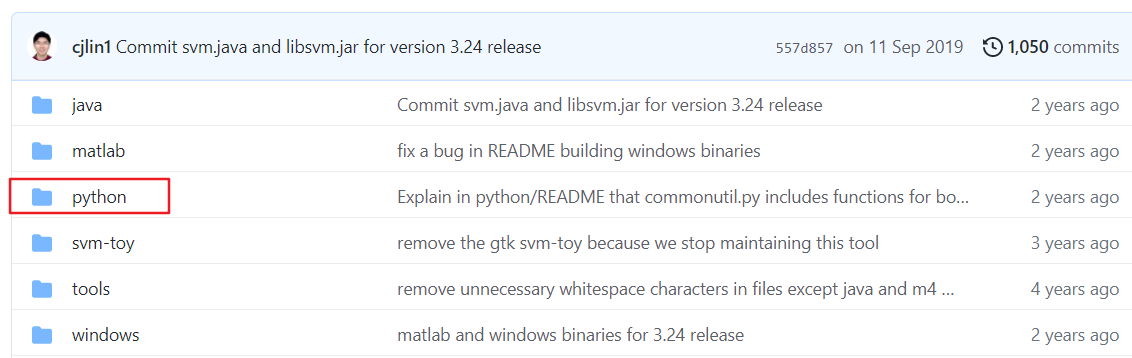 cjlin1 Commit svm.java and libsvm.jar for version 3.24 release 557d857 on 11 Sep 2019 1,050 commits
java Commit svm.java and libsvm.jar for version 3.24 release 2 years ago
matlab fix a bug in README building windows binaries 2 years ago
python Explain in python/README that commonutil.py includes functions for bo... 2 years ago
svm-toy remove the gtk svm-toy because we stop maintaining this tool 3 years ago
tools remove unnecessary whitespace characters in files except java and m4 ... 4 years ago
windows matlab and windows binaries for 3.24 release 2 years ago